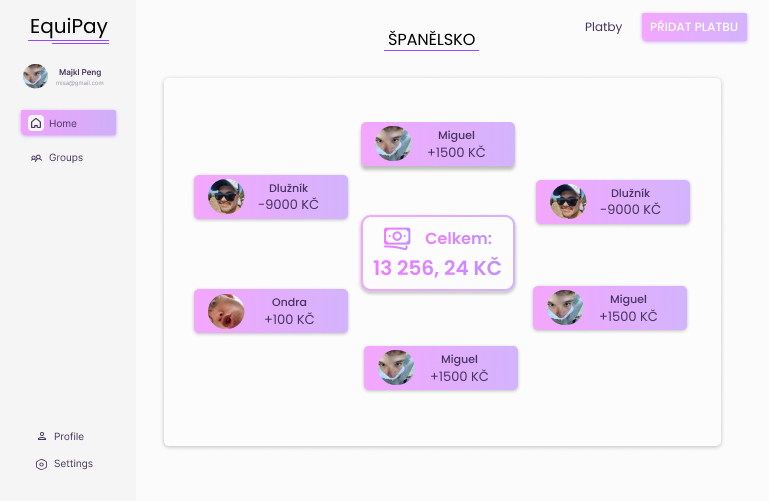 EquiPay
Majkl Peng
misa@gmail.com
Home
Groups
Profile
Settings
ŠPANĚLSKO
Platby
PŘIDAT PLATBU
Miguel
+1500 KČ
Dlužník
-9000 KČ
Dlužník
-9000 KČ
Celkem:
13 256, 24 KČ
Ondra
+100 KČ
Miguel
+1500 KČ
Miguel
+1500 KČ